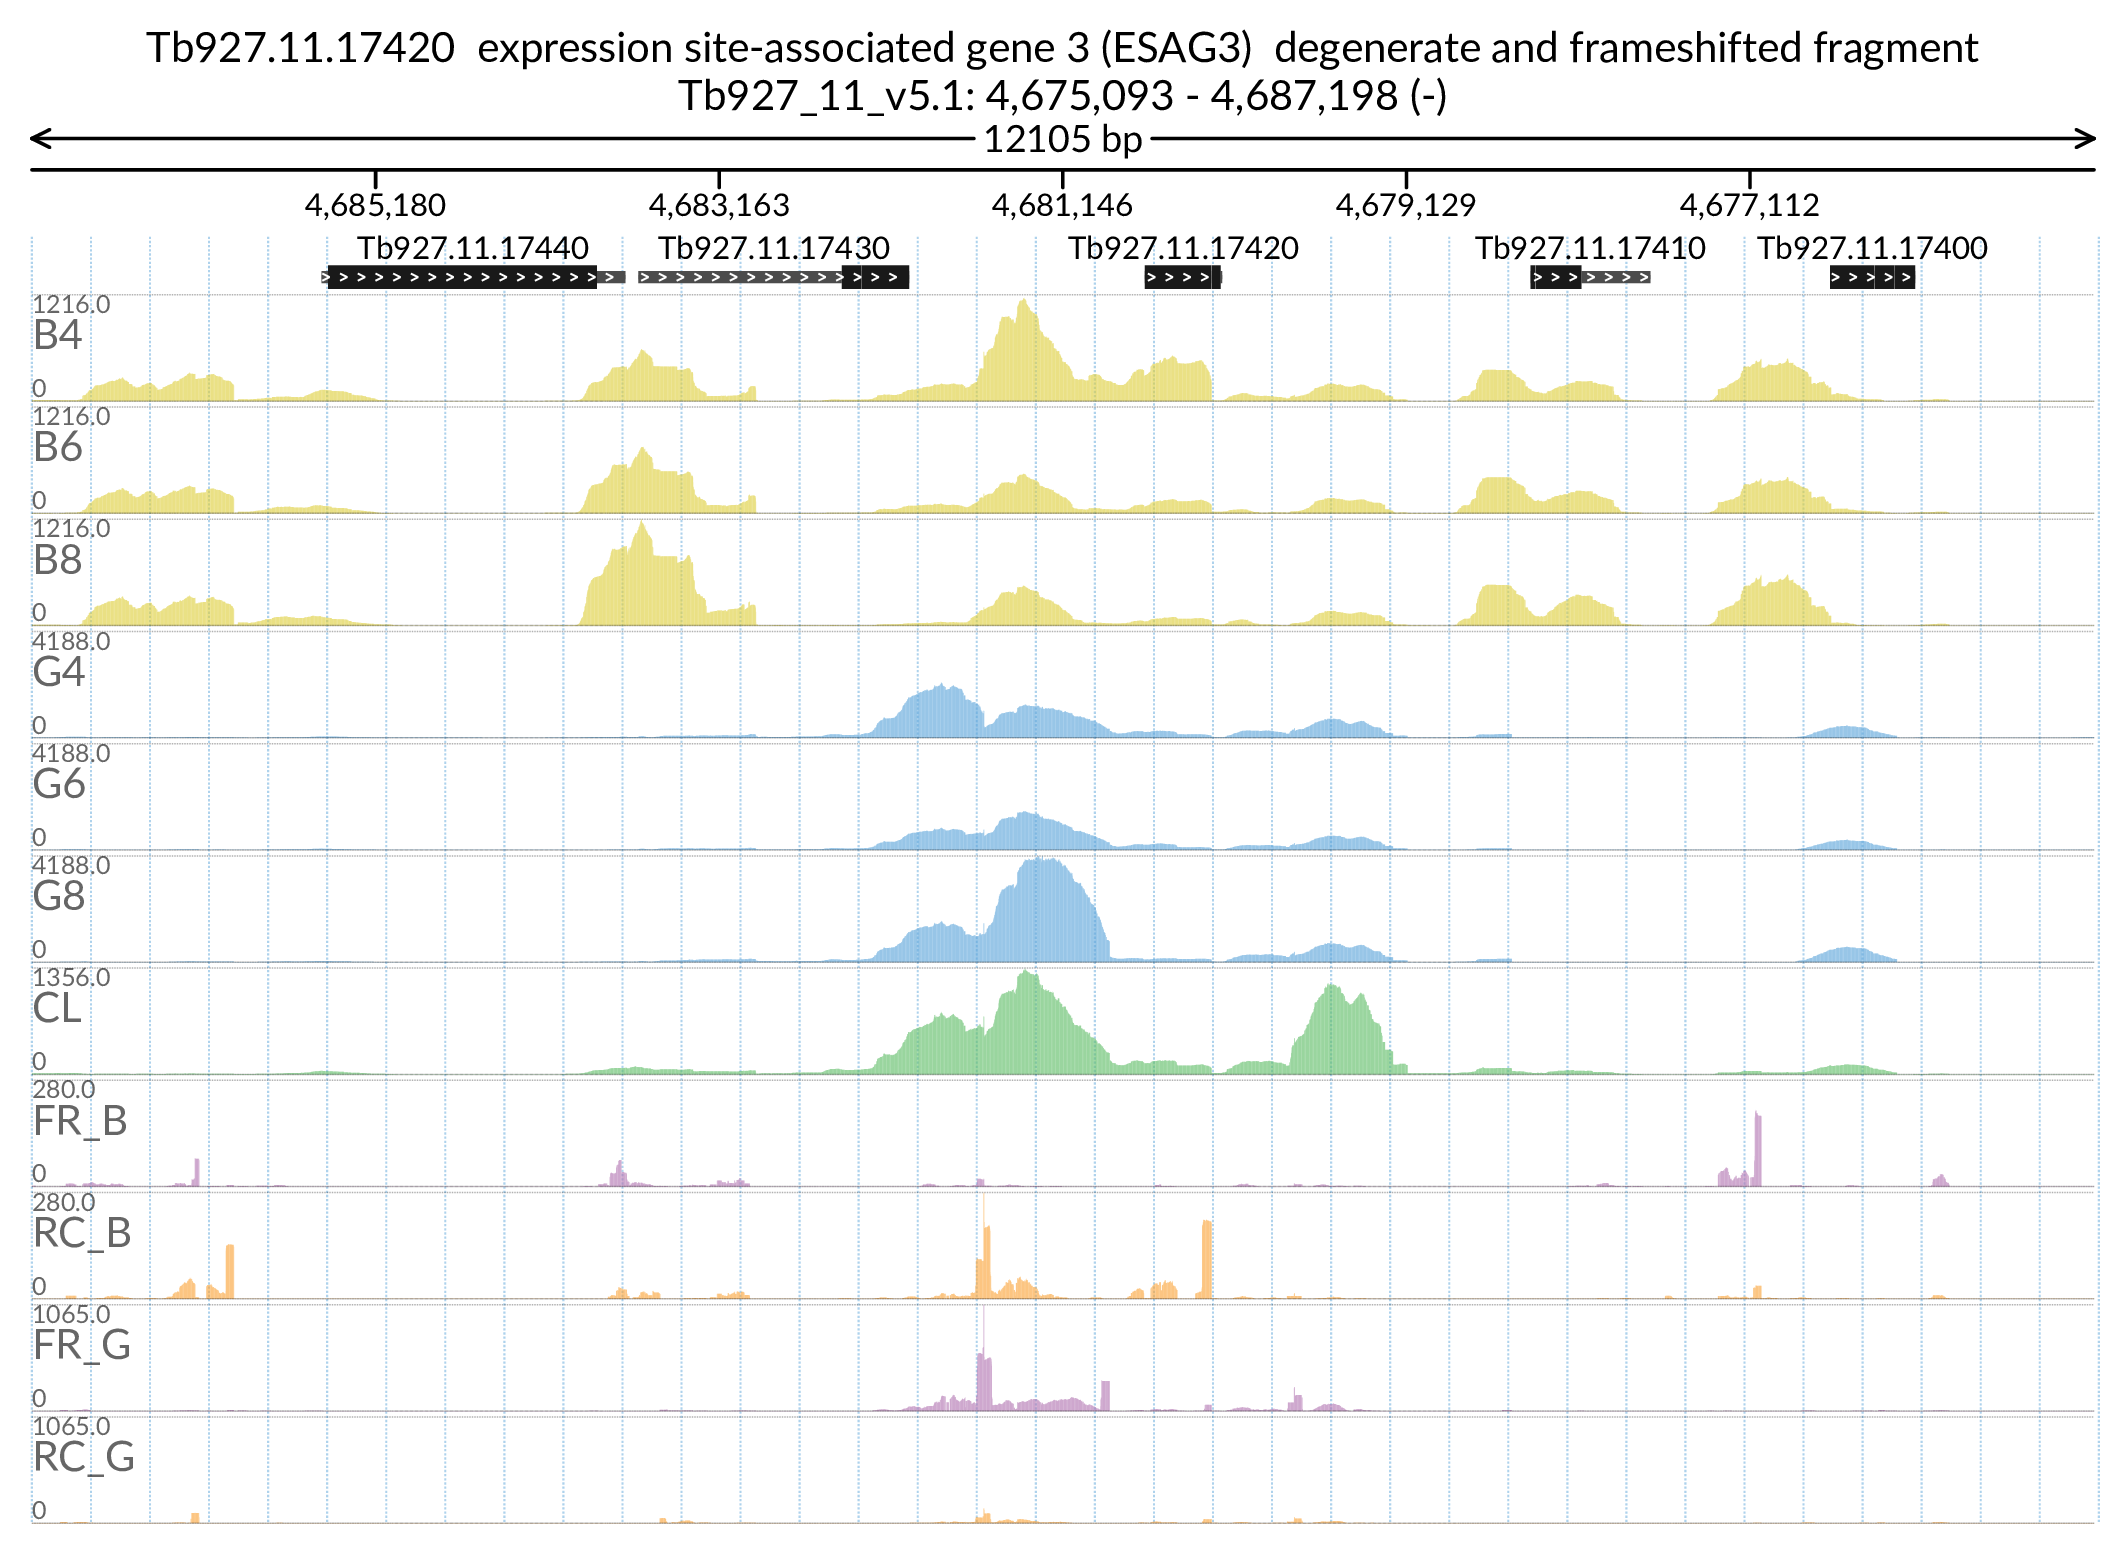 Tb927.11.17420  expression site-associated gene 3 (ESAG3)  degenerate and frameshifted fragment
Tb927_11_v5.1: 4,675,093 - 4,687,198 (-)
12105 bp
4,685,180 4,683,163 4,681,146 4,679,129 4,677,112
Tb927.11.17440 Tb927.11.17430 Tb927.11.17420 Tb927.11.17410 Tb927.11.17400
1216.0
B4
0
1216.0
B6
0
1216.0
B8
0
4188.0
G4
0
4188.0
G6
0
4188.0
G8
0
1356.0
CL
0
280.0
FR_B
0
280.0
RC_B
0
1065.0
FR_G
0
1065.0
RC_G
0